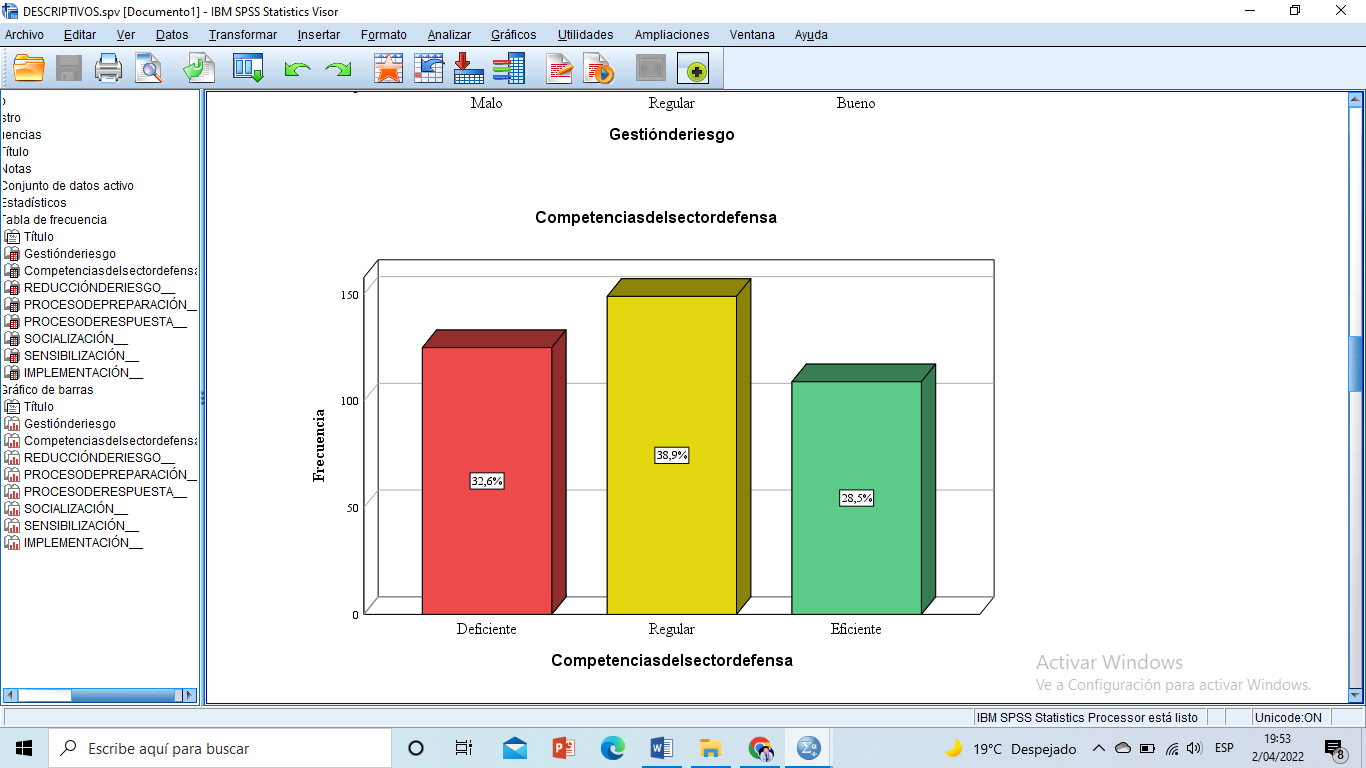 DESCRIPTIVOS.spv [Documento1] - IBM SPSS Statistics Visor
Archivo Editar Ver Datos Transformar Insertar Formato Analizar Gráficos Utilidades Ampliaciones Ventana Ayuda
stro
iencias
Título
Notas
Conjunto de datos activo
Estadísticos
Tabla de frecuencia
Título
Gestiónderiesgo
Competenciasdelsectordefensa
REDUCCIÓNDERIESGO__
PROCESODEPREPARACIÓN__
PROCESODERESPUESTA__
SOCIALIZACIÓN__
SENSIBILIZACIÓN__
IMPLEMENTACIÓN__
Gráfico de barras
Título
Gestiónderiesgo
Competenciasdelsectordefensa
REDUCCIÓNDERIESGO__
PROCESODEPREPARACIÓN__
PROCESODERESPUESTA__
SOCIALIZACIÓN__
SENSIBILIZACIÓN__
IMPLEMENTACIÓN__
Malo Regular Bueno
Gestiónderiesgo
Competenciasdelsectordefensa
Frecuencia
150
100
50
0
32,6%
38,9%
28,5%
Deficiente Regular Eficiente
Competenciasdelsectordefensa
Activar Windows
Ve a Configuración para activar Windows.
IBM SPSS Statistics Processor está listo
Unicode:ON
Escribe aquí para buscar
19°C Despejado
ESP
19:53
2/04/2022
8